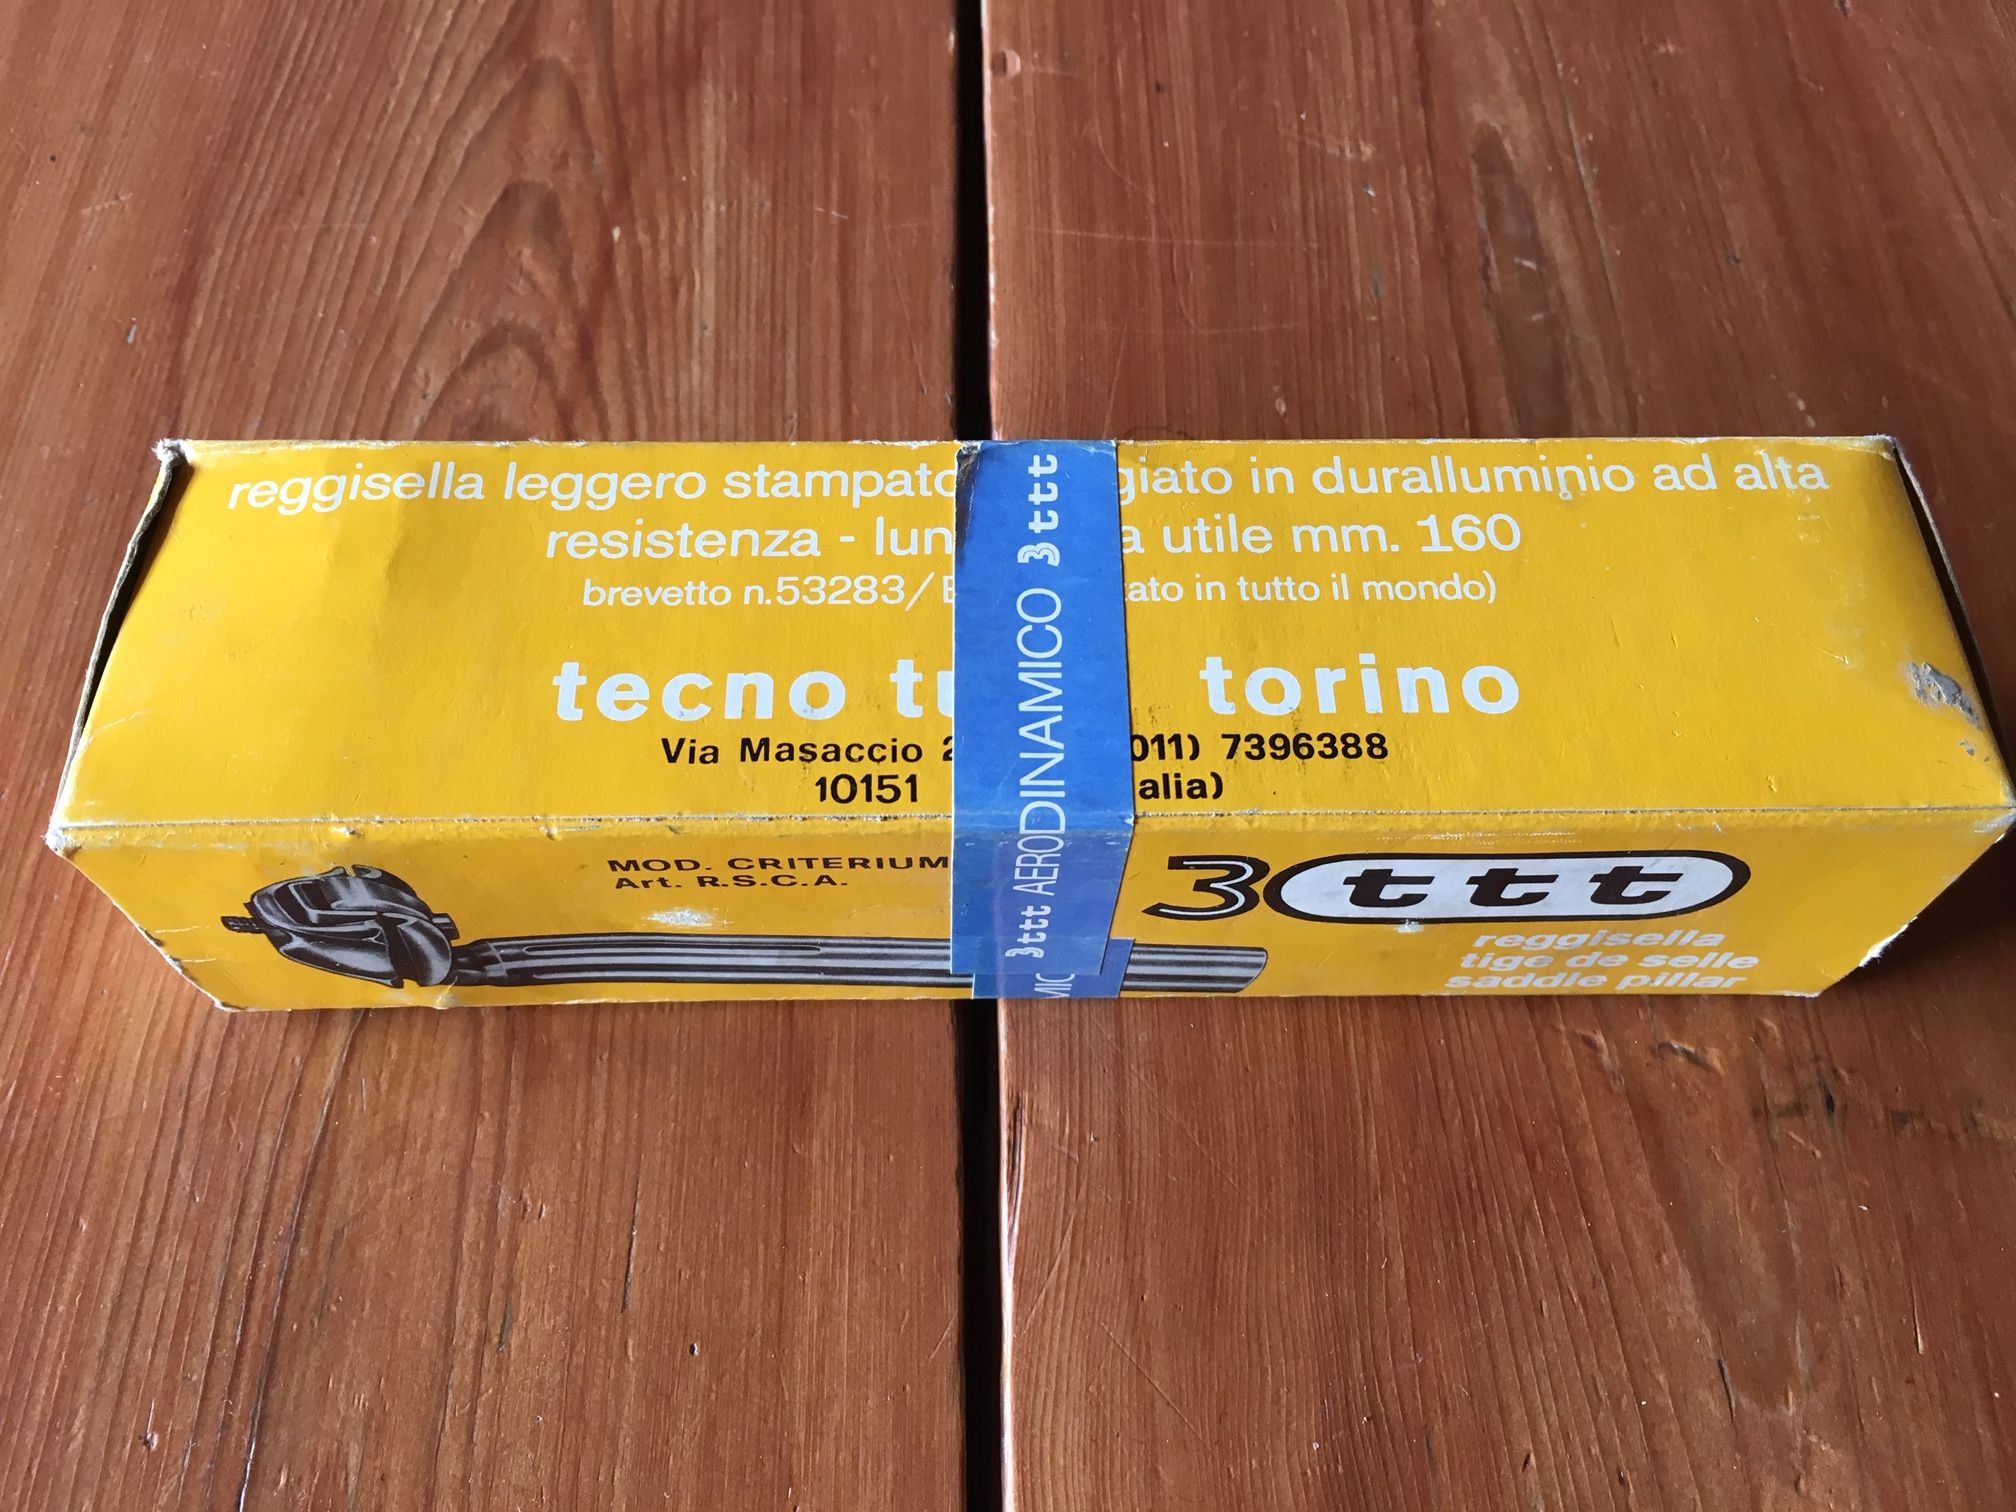 reggisella leggero stampato giato in duralluminio ad alta
resistenza - lun a utile mm. 160
brevetto n.53283/ tato in tutto il mondo)
tecno tu torino
Via Masaccio 2 011) 7396388
10151 alia)
3ttt AERODINAMICO 3ttt
MIC
MOD. CRITERIUM
Art. R.S.C.A.
3ttt
reggisella
tige de selle
saddle pillar